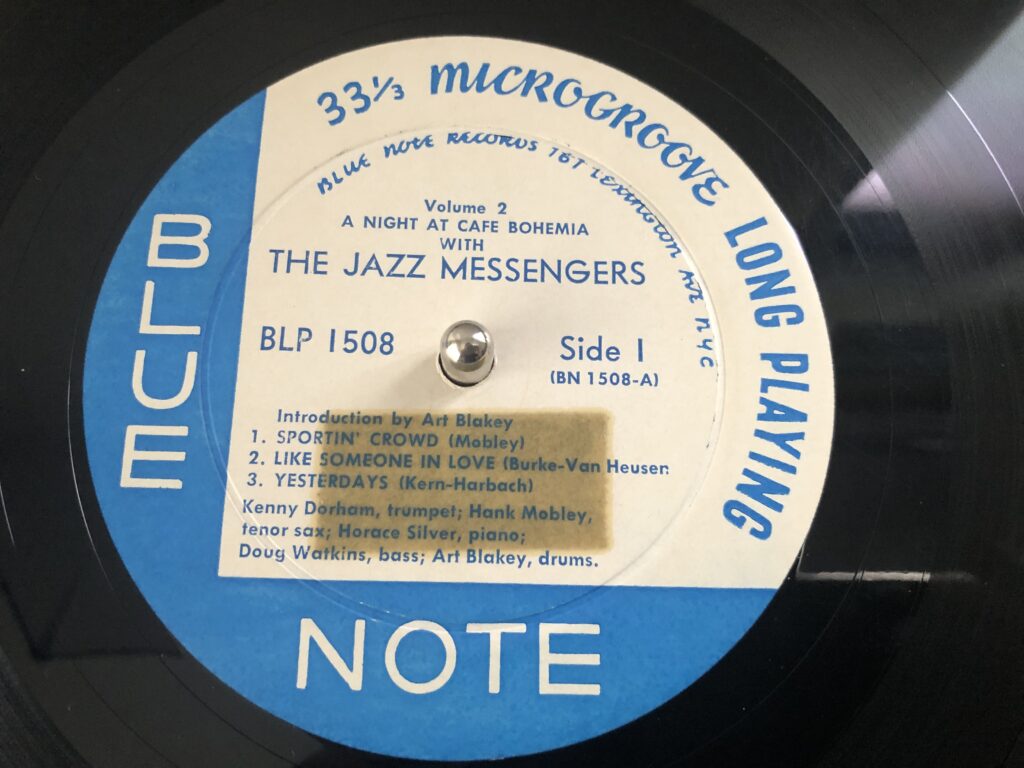 33⅓ MICROGROOVE LONG PLAYING
BLUE NOTE RECORDS 767 LEXINGTON AVE NYC
Volume 2
A NIGHT AT CAFE BOHEMIA
WITH
THE JAZZ MESSENGERS
BLP 1508
Side 1
(BN 1508-A)
Introduction by Art Blakey
1. SPORTIN' CROWD (Mobley)
2. LIKE SOMEONE IN LOVE (Burke-Van Heusen
3. YESTERDAYS (Kern-Harbach)
Kenny Dorham, trumpet; Hank Mobley,
tenor sax; Horace Silver, piano;
Doug Watkins, bass; Art Blakey, drums.
BLUE
NOTE